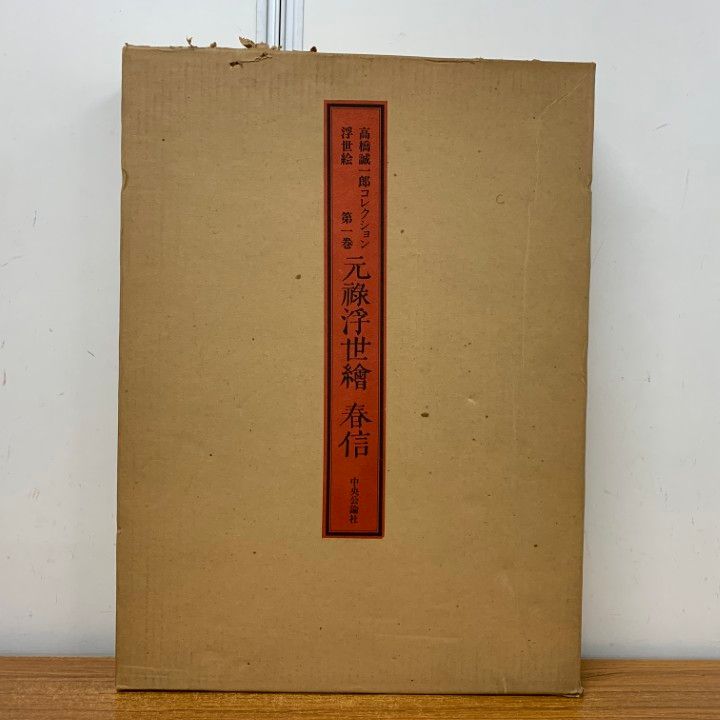 高橋誠一郎コレクション
浮世絵 第一巻
元禄浮世繪 春信
中央公論社